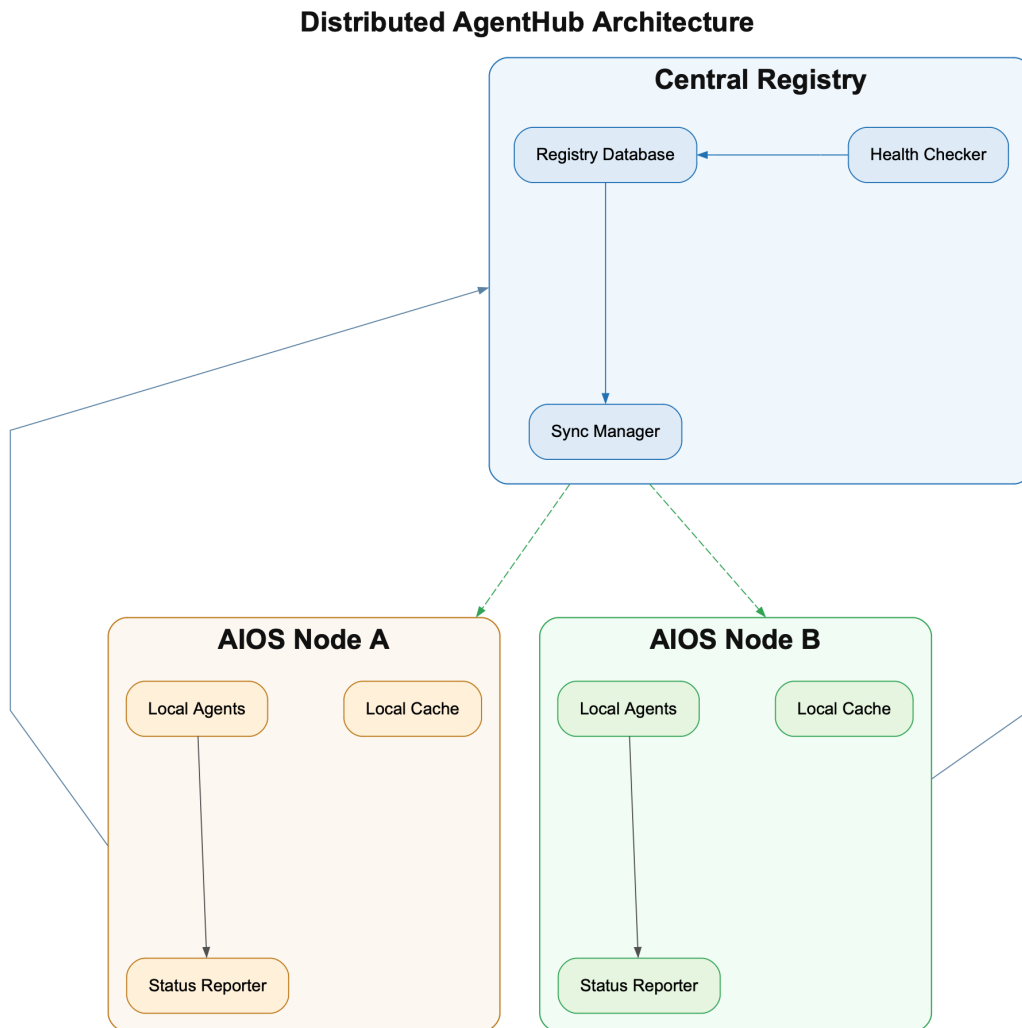 Distributed AgentHub Architecture
Central Registry
Registry Database
Health Checker
Sync Manager
AIOS Node A
Local Agents
Local Cache
Status Reporter
AIOS Node B
Local Agents
Local Cache
Status Reporter